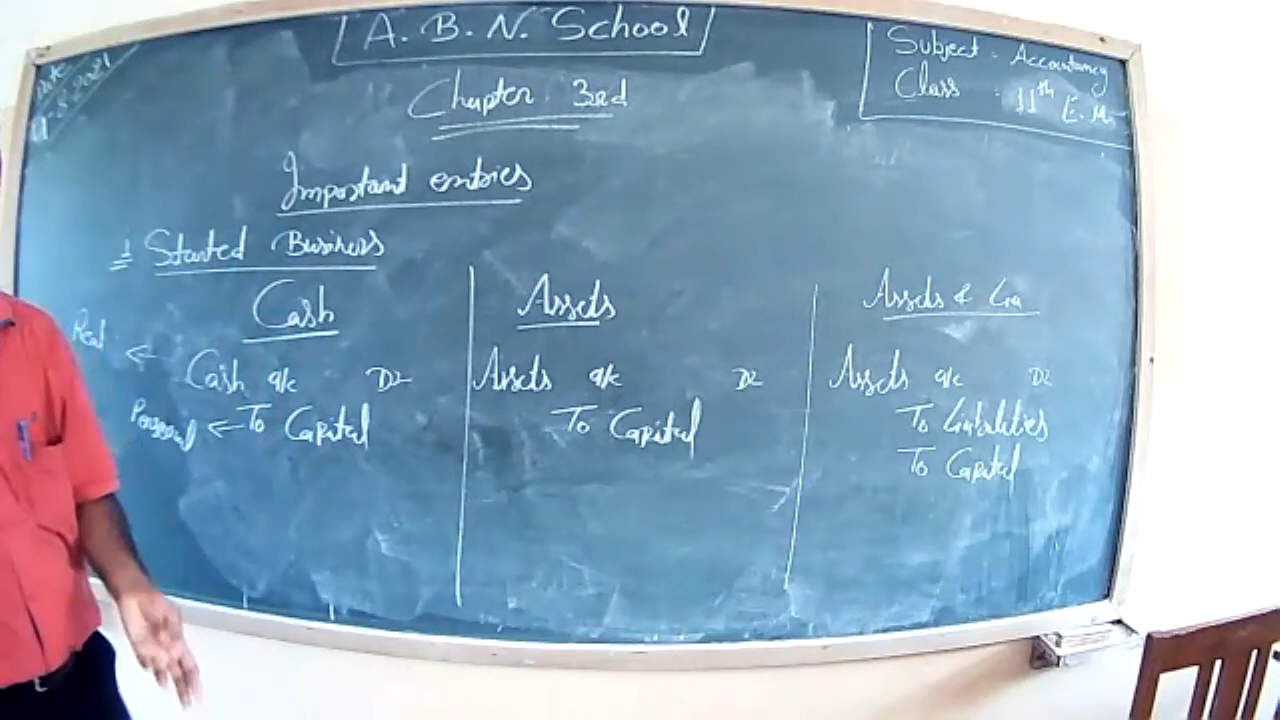 A. B. N. School
Subject : Accountancy
Class : 11th E.M.
Date
Chapter 3rd
Important entries
1 Started Business
Cash
Real ← Cash a/c Dr
Personal ← To Capital
Assets
Assets a/c Dr
To Capital
Assets & Lia
Assets a/c Dr
To Liabilities
To Capital